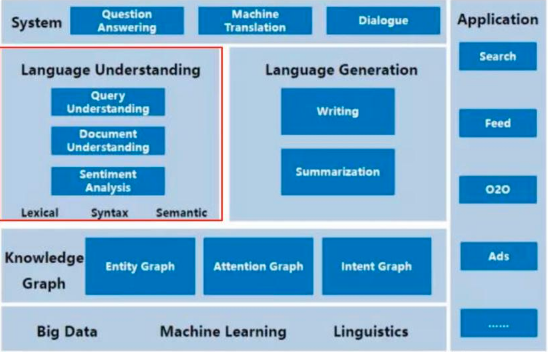 System
Question
Answering
Machine
Translation
Dialogue
Language Understanding
Query
Understanding
Document
Understanding
Sentiment
Analysis
Lexical Syntax Semantic
Language Generation
Writing
Summarization
Knowledge
Graph
Entity Graph
Attention Graph
Intent Graph
Big Data Machine Learning Linguistics
Application
Search
Feed
O2O
Ads
......